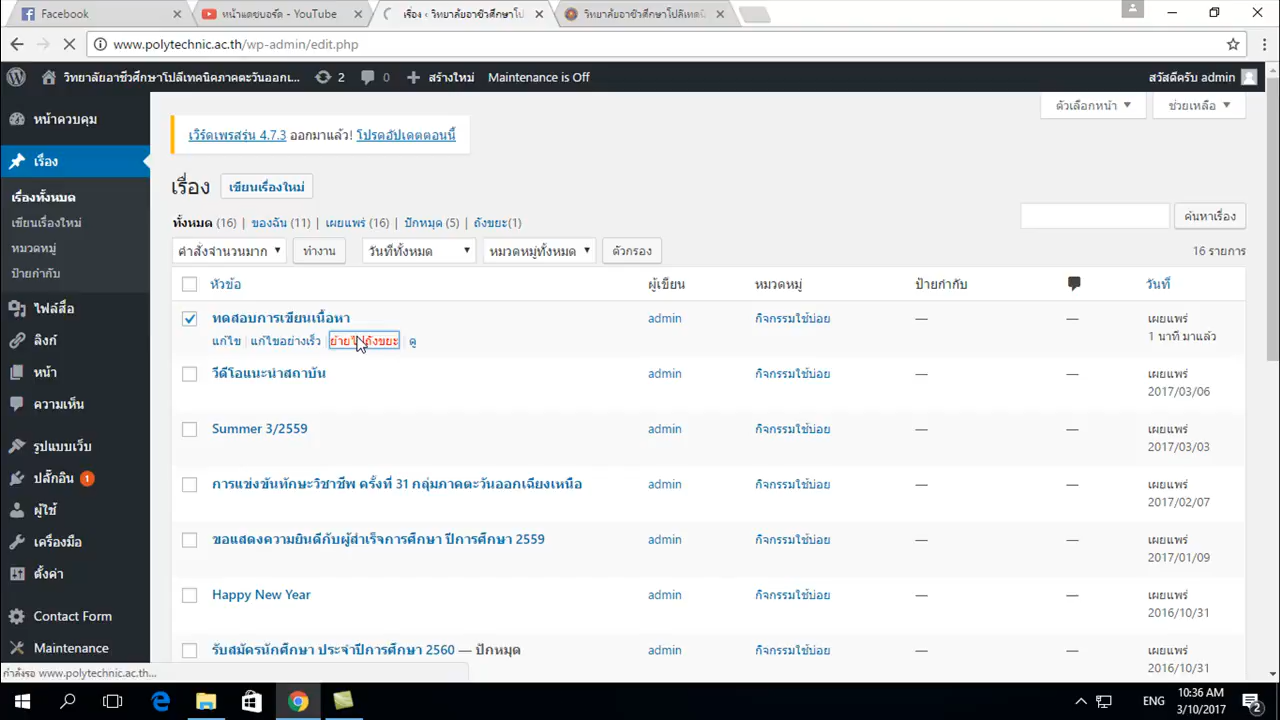 Facebook
หน้าแดชบอร์ด - YouTube
เรื่อง ‹ วิทยาลัยอาชีวศึกษาโป
วิทยาลัยอาชีวศึกษาโปลิเทคนิ
www.polytechnic.ac.th/wp-admin/edit.php
วิทยาลัยอาชีวศึกษาโปลีเทคนิคภาคตะวันออก... 2 0 สร้างใหม่ Maintenance is Off สวัสดีครับ admin
ตัวเลือกหน้า ช่วยเหลือ
หน้าควบคุม
เรื่อง
เรื่องทั้งหมด
เขียนเรื่องใหม่
หมวดหมู่
ป้ายกำกับ
ไฟล์สื่อ
ลิงก์
หน้า
ความเห็น
รูปแบบเว็บ
ปลั๊กอิน 1
ผู้ใช้
เครื่องมือ
ตั้งค่า
Contact Form
Maintenance
เวิร์ดเพรสรุ่น 4.7.3 ออกมาแล้ว! โปรดอัปเดตตอนนี้
เรื่อง เขียนเรื่องใหม่
ทั้งหมด (16) | ของฉัน (11) | เผยแพร่ (16) | ปักหมุด (5) | ถังขยะ(1)
ค้นหาเรื่อง
คำสั่งจำนวนมาก ทำงาน วันที่ทั้งหมด หมวดหมู่ทั้งหมด ตัวกรอง 16 รายการ
หัวข้อ ผู้เขียน หมวดหมู่ ป้ายกำกับ วันที่
ทดสอบการเขียนเนื้อหา admin กิจกรรมใช้บ่อย — — เผยแพร่
แก้ไข | แก้ไขอย่างเร็ว | ย้ายไปถังขยะ | ดู 1 นาที มาแล้ว
วีดีโอแนะนำสถาบัน admin กิจกรรมใช้บ่อย — — เผยแพร่
2017/03/06
Summer 3/2559 admin กิจกรรมใช้บ่อย — — เผยแพร่
2017/03/03
การแข่งขันทักษะวิชาชีพ ครั้งที่ 31 กลุ่มภาคตะวันออกเฉียงเหนือ admin กิจกรรมใช้บ่อย — — เผยแพร่
2017/02/07
ขอแสดงความยินดีกับผู้สำเร็จการศึกษา ปีการศึกษา 2559 admin กิจกรรมใช้บ่อย — — เผยแพร่
2017/01/09
Happy New Year admin กิจกรรมใช้บ่อย — — เผยแพร่
2016/10/31
รับสมัครนักศึกษา ประจำปีการศึกษา 2560 — ปักหมุด admin กิจกรรมใช้บ่อย — — เผยแพร่
2016/10/31
กำลังรอ www.polytechnic.ac.th...
ENG
10:36 AM
3/10/2017
2